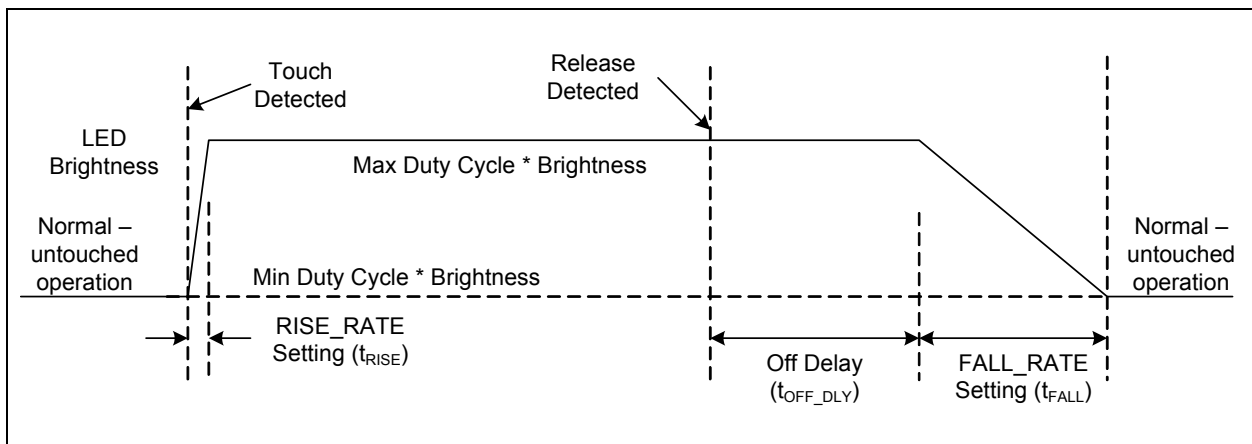 Touch
Detected
Release
Detected
LED
Brightness
Max Duty Cycle * Brightness
Normal –
untouched
operation
Min Duty Cycle * Brightness
Normal –
untouched
operation
RISE_RATE
Setting (tRISE)
Off Delay
(tOFF_DLY)
FALL_RATE
Setting (tFALL)